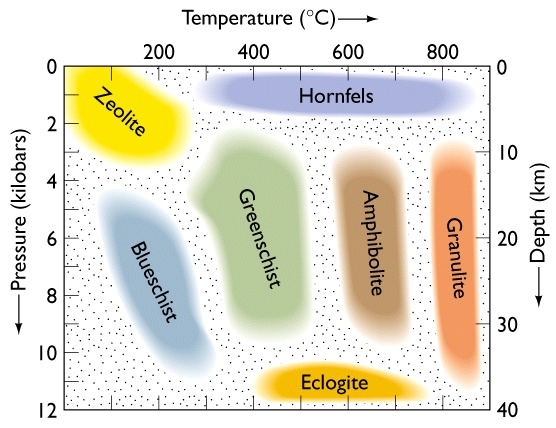 Temperature (°C)
200 400 600 800
0 0
2
4
6
8
10
12
10
20
30
40
Pressure (kilobars)
Depth (km)
Zeolite
Hornfels
Blueschist
Greenschist
Amphibolite
Granulite
Eclogite